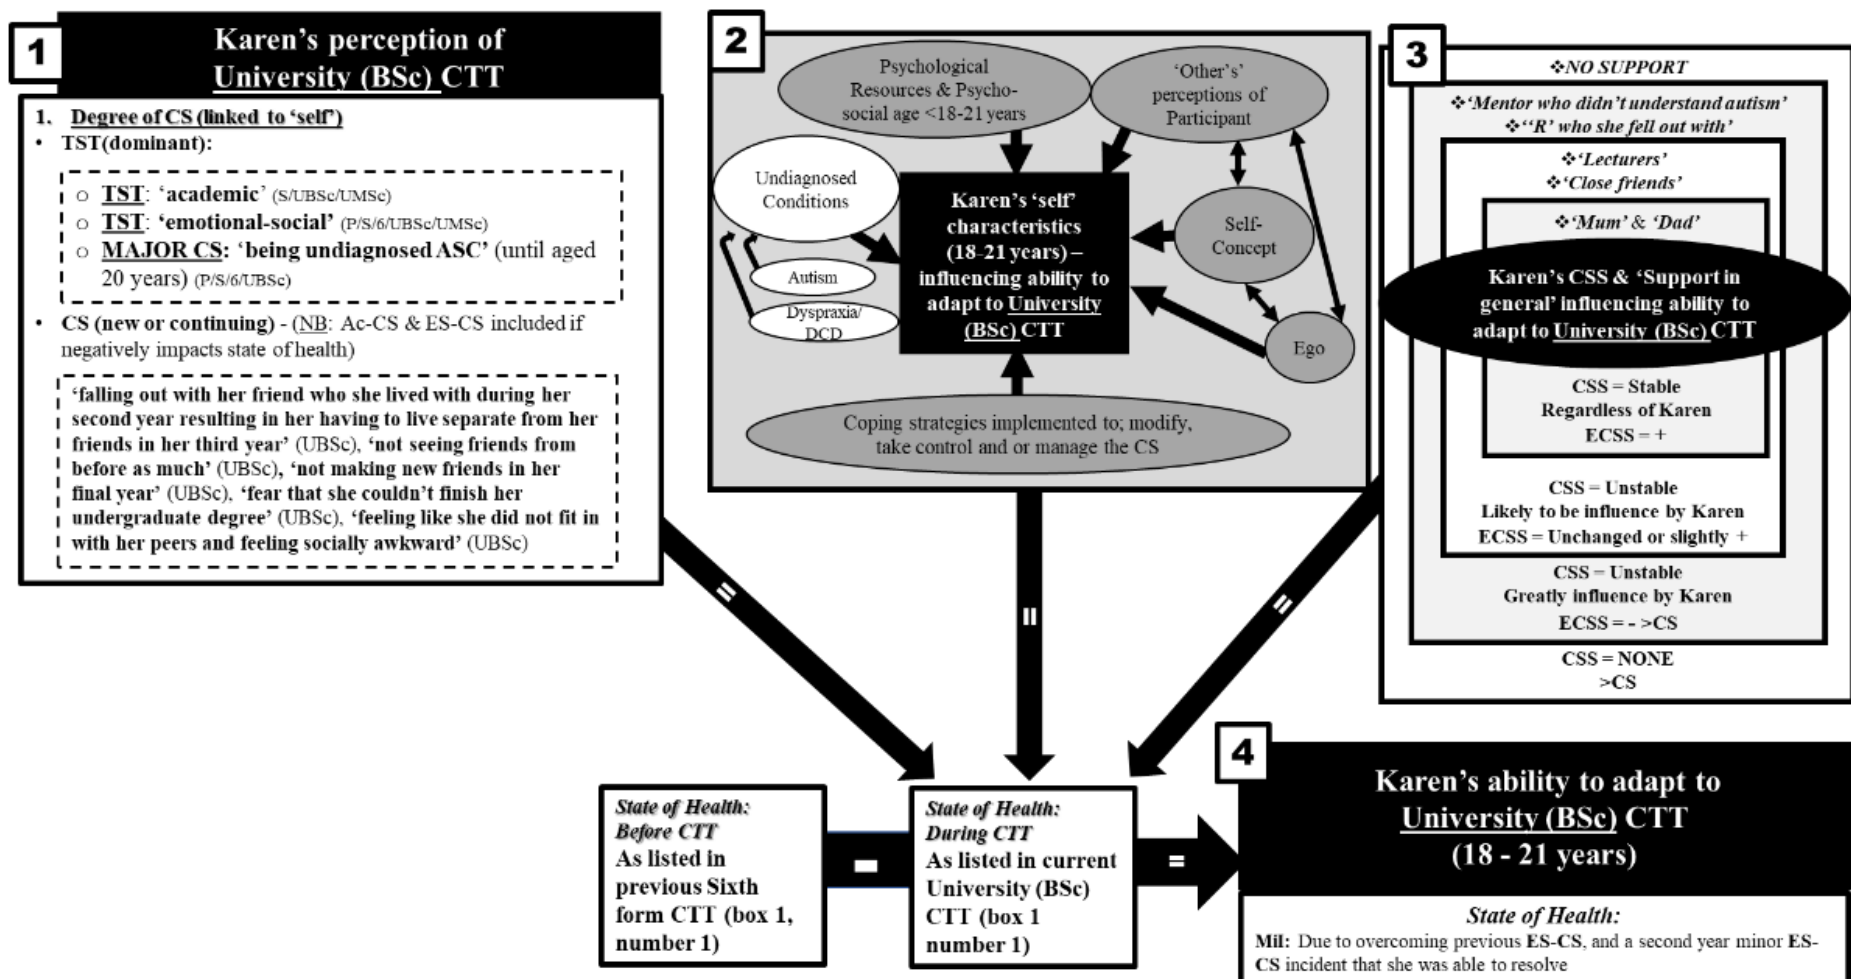 1
Karen's perception of
University (BSc) CTT
1. Degree of CS (linked to 'self')
• TST(dominant):
o TST: 'academic' (S/UBSc/UMSc)
o TST: 'emotional-social' (P/S/6/UBSc/UMSc)
o MAJOR CS: 'being undiagnosed ASC' (until aged
20 years) (P/S/6/UBSc)
• CS (new or continuing) - (NB: Ac-CS & ES-CS included if
negatively impacts state of health)
'falling out with her friend who she lived with during her
second year resulting in her having to live separate from her
friends in her third year' (UBSc), 'not seeing friends from
before as much' (UBSc), 'not making new friends in her
final year' (UBSc), 'fear that she couldn't finish her
undergraduate degree' (UBSc), 'feeling like she did not fit in
with her peers and feeling socially awkward' (UBSc)
2
Psychological
Resources & Psycho-
social age <18-21 years
'Other's'
perceptions of
Participant
Undiagnosed
Conditions
Autism
Dyspraxia/
DCD
Karen's 'self'
characteristics
(18-21 years) –
influencing ability to
adapt to University
(BSc) CTT
Self-
Concept
Ego
Coping strategies implemented to; modify,
take control and or manage the CS
3
❖NO SUPPORT
❖'Mentor who didn't understand autism'
❖''R' who she fell out with'
❖'Lecturers'
❖'Close friends'
❖'Mum' & 'Dad'
Karen's CSS & 'Support in
general' influencing ability to
adapt to University (BSc) CTT
CSS = Stable
Regardless of Karen
ECSS = +
CSS = Unstable
Likely to be influence by Karen
ECSS = Unchanged or slightly +
CSS = Unstable
Greatly influence by Karen
ECSS = - >CS
CSS = NONE
>CS
=
=
=
State of Health:
Before CTT
As listed in
previous Sixth
form CTT (box 1,
number 1)
-
State of Health:
During CTT
As listed in current
University (BSc)
CTT (box 1
number 1)
=
4
Karen's ability to adapt to
University (BSc) CTT
(18 - 21 years)
State of Health:
MiI: Due to overcoming previous ES-CS, and a second year minor ES-
CS incident that she was able to resolve